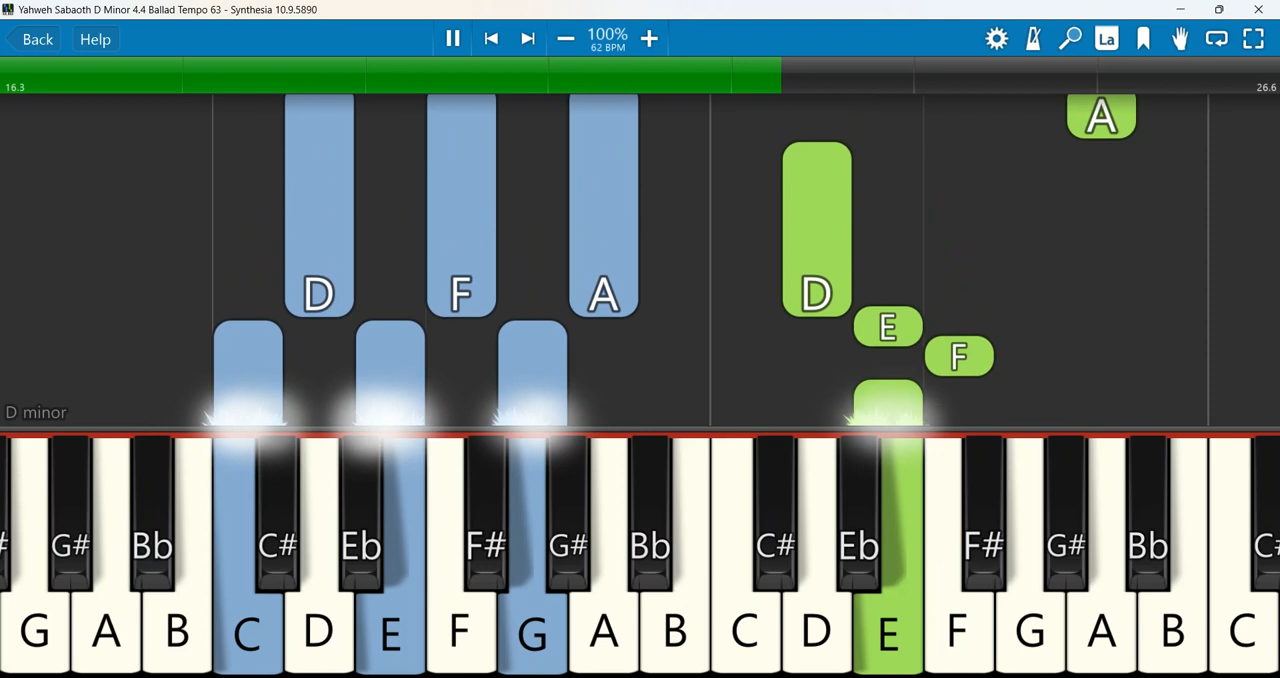 Yahweh Sabaoth D Minor 4.4 Ballad Tempo 63 - Synthesia 10.9.5890
Back Help 100% La
62 BPM
16.3 26.6
A
D F A D
E
F
D minor
# G# Bb C# Eb F# G# Bb C# Eb F# G# Bb C#
G A B C D E F G A B C D E F G A B C